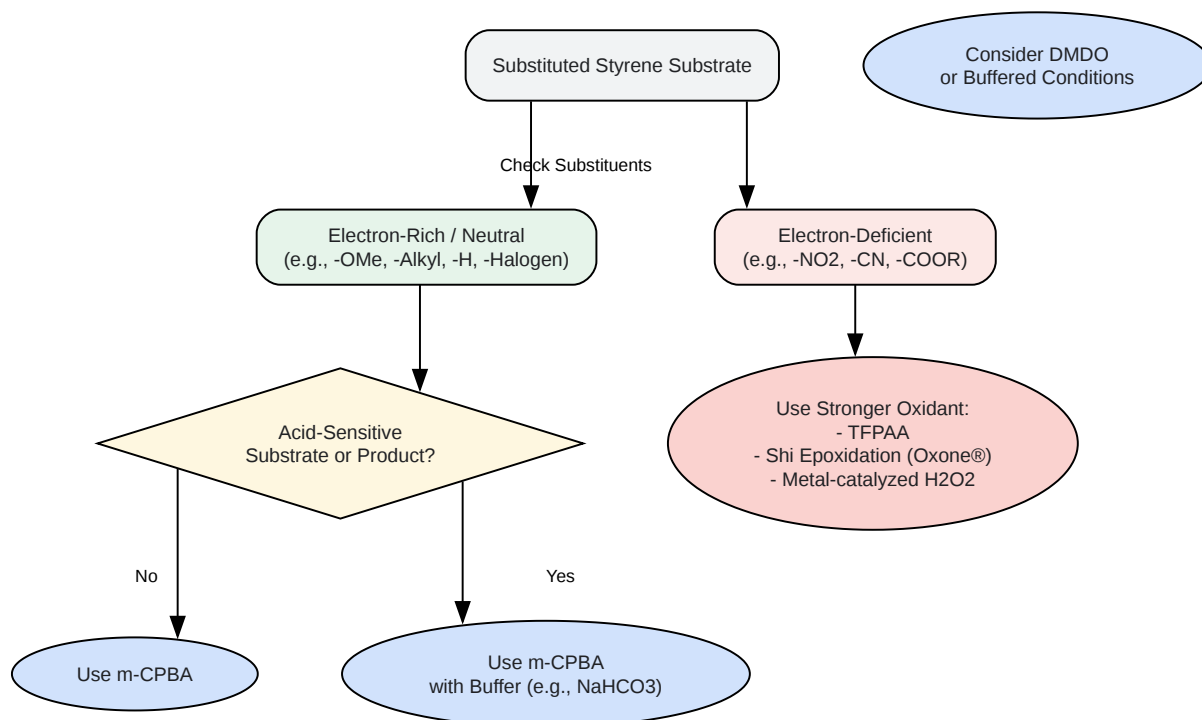 Substituted Styrene Substrate
Consider DMDO
or Buffered Conditions
Check Substituents
Electron-Rich / Neutral
(e.g., -OMe, -Alkyl, -H, -Halogen)
Electron-Deficient
(e.g., -NO2, -CN, -COOR)
Acid-Sensitive
Substrate or Product?
Use Stronger Oxidant:
- TFPAA
- Shi Epoxidation (Oxone®)
- Metal-catalyzed H2O2
No
Yes
Use m-CPBA
Use m-CPBA
with Buffer (e.g., NaHCO3)